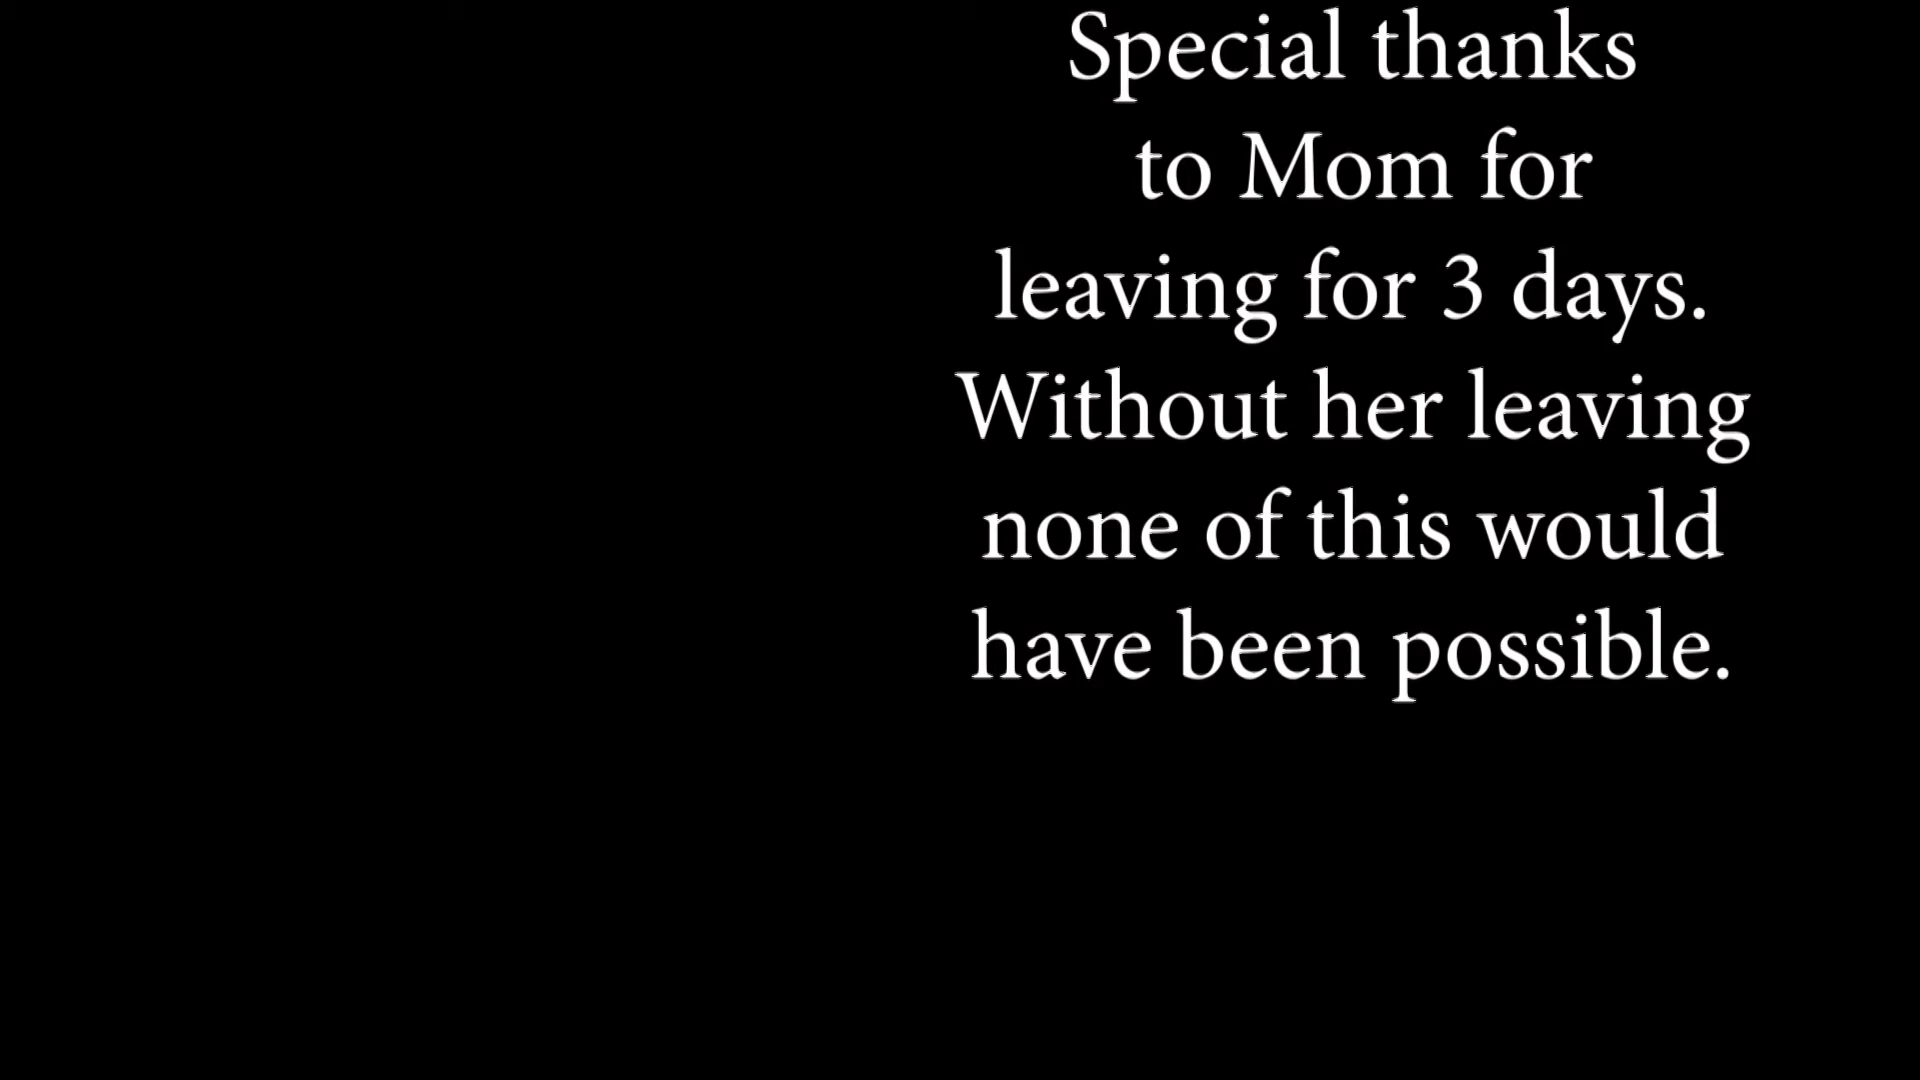 Special thanks
to Mom for
leaving for 3 days.
Without her leaving
none of this would
have been possible.